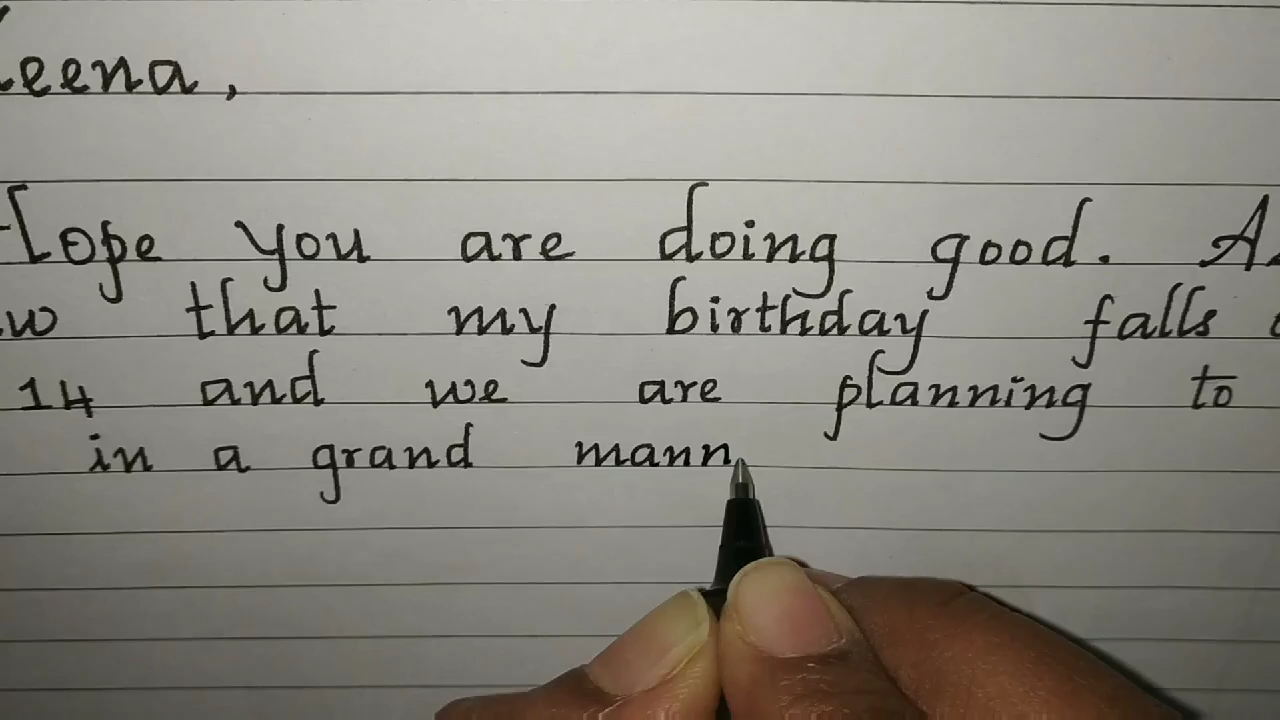 eena,
Hope you are doing good.
that my birthday falls
14 and we are planning to
in a grand mann